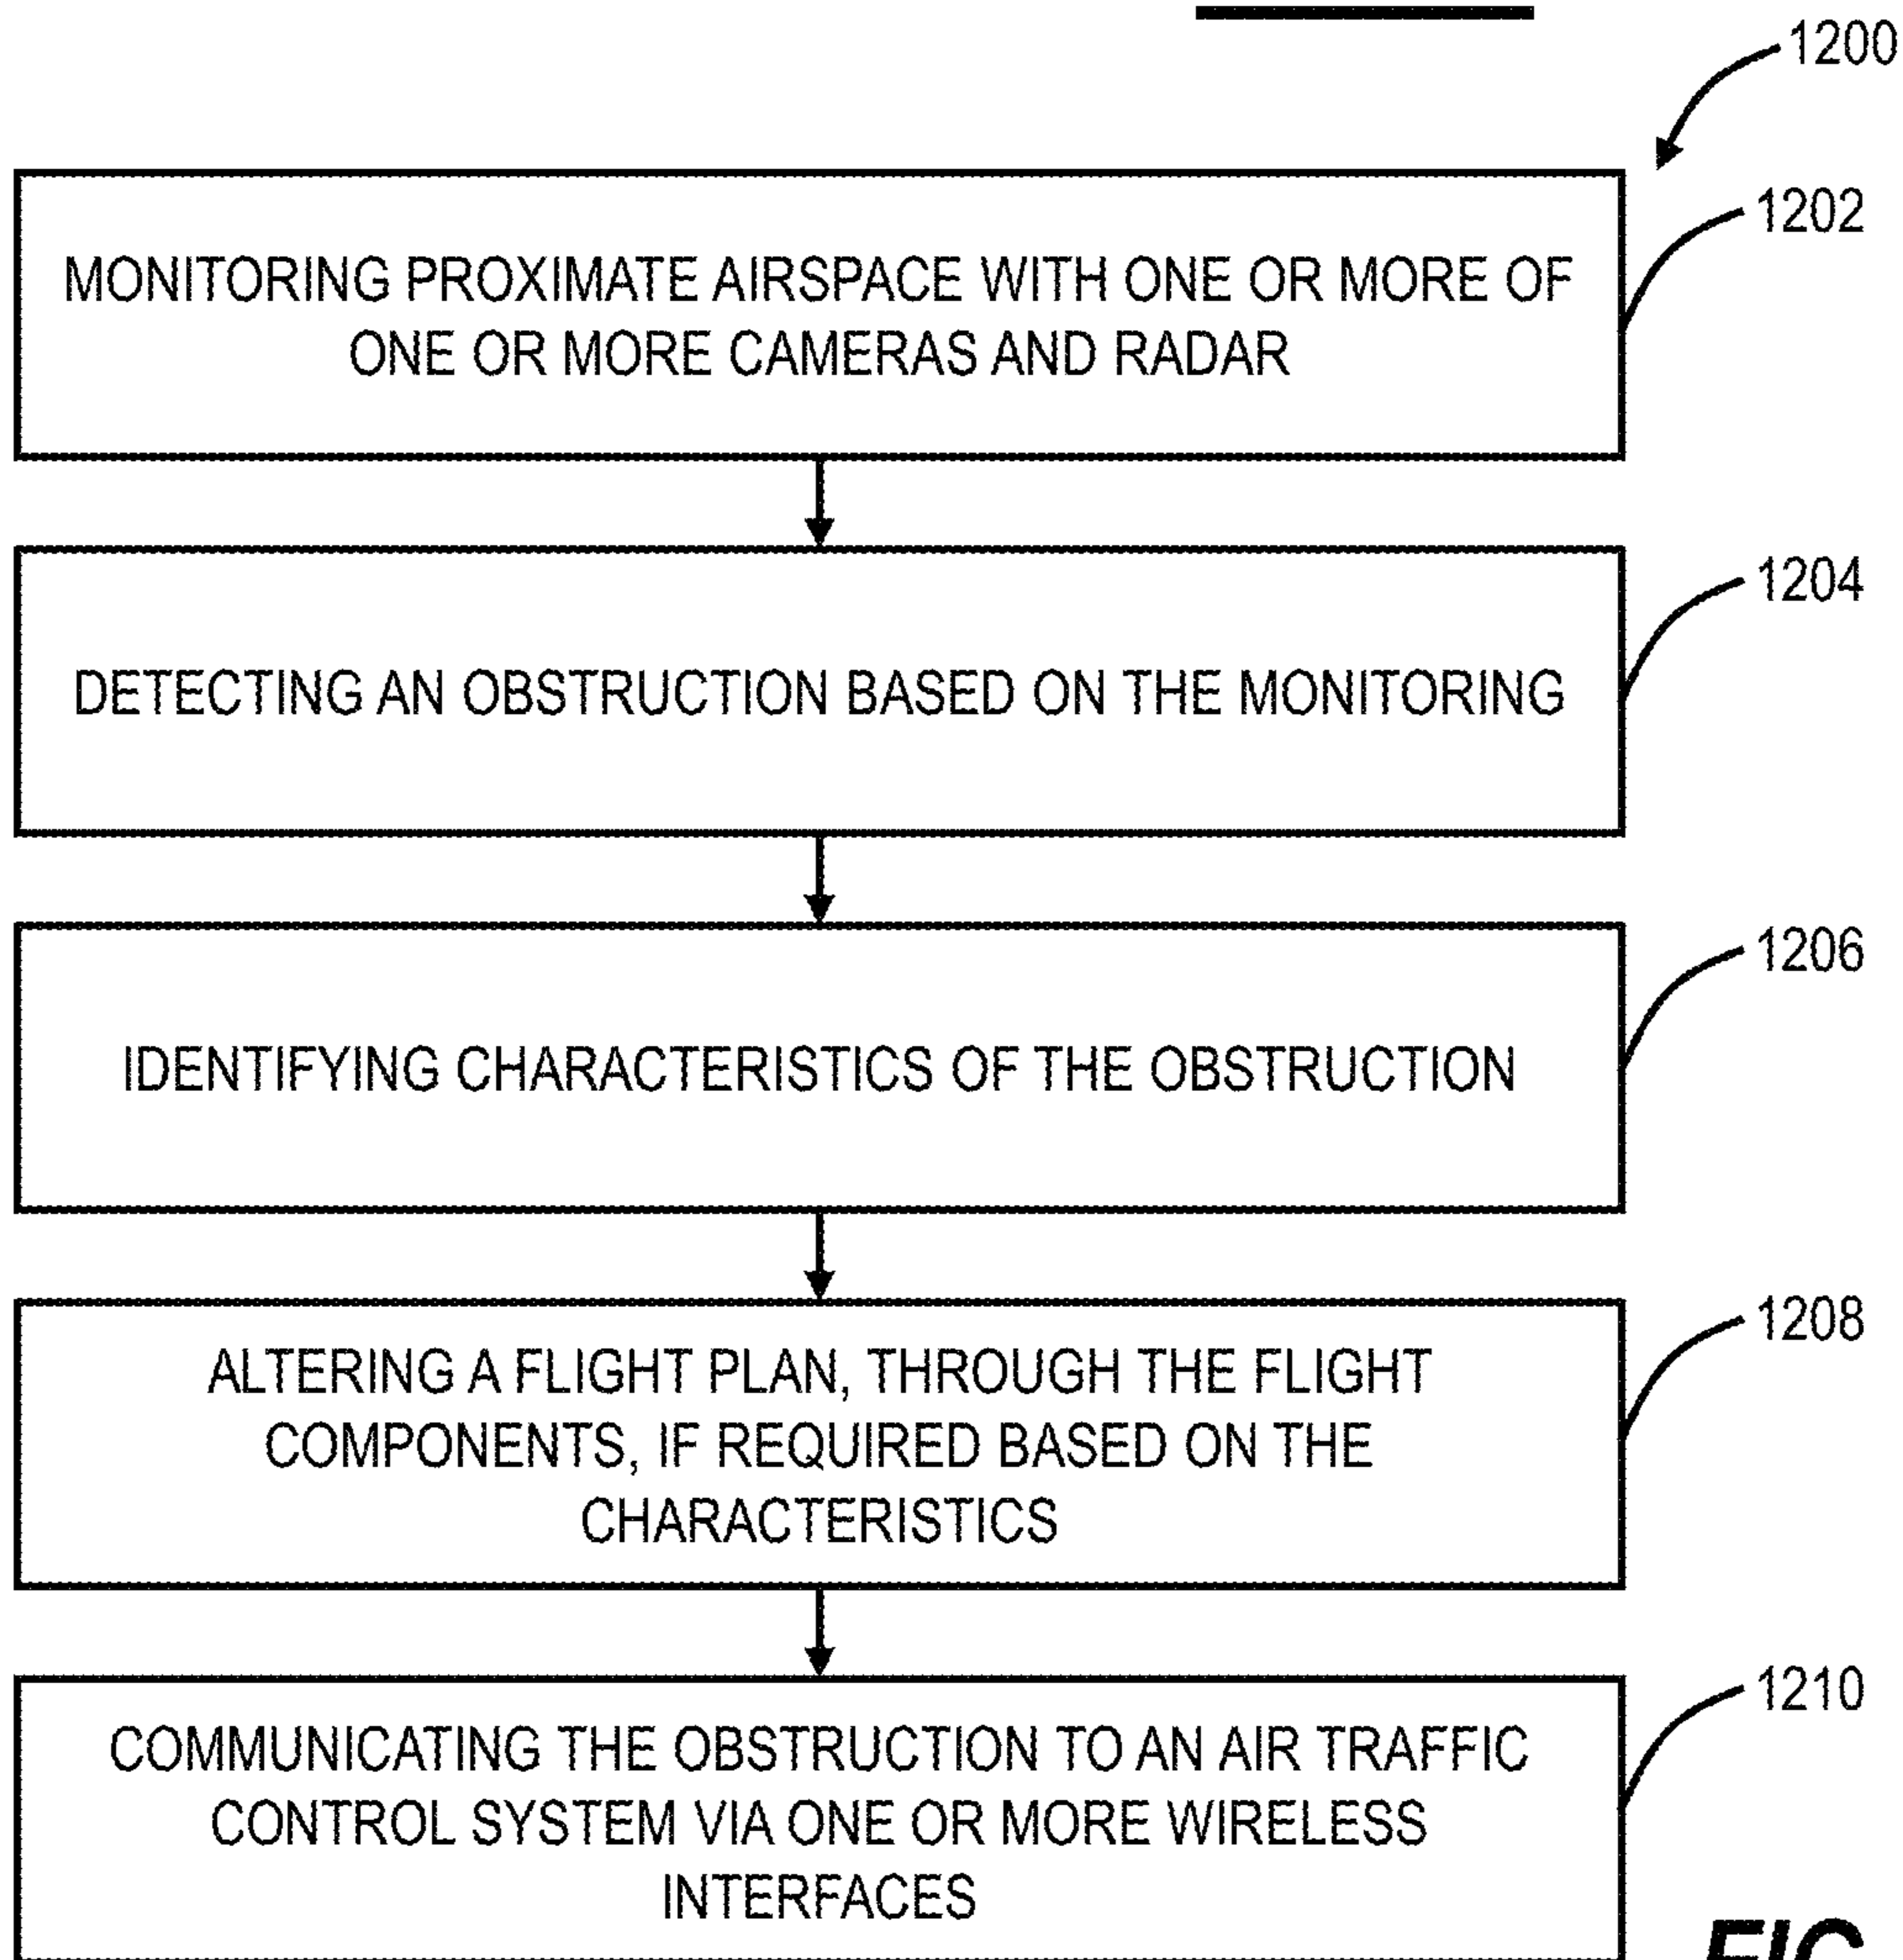 1200
1202
MONITORING PROXIMATE AIRSPACE WITH ONE OR MORE OF
ONE OR MORE CAMERAS AND RADAR
1204
DETECTING AN OBSTRUCTION BASED ON THE MONITORING
1206
IDENTIFYING CHARACTERISTICS OF THE OBSTRUCTION
1208
ALTERING A FLIGHT PLAN, THROUGH THE FLIGHT
COMPONENTS, IF REQUIRED BASED ON THE
CHARACTERISTICS
1210
COMMUNICATING THE OBSTRUCTION TO AN AIR TRAFFIC
CONTROL SYSTEM VIA ONE OR MORE WIRELESS
INTERFACES
FIG